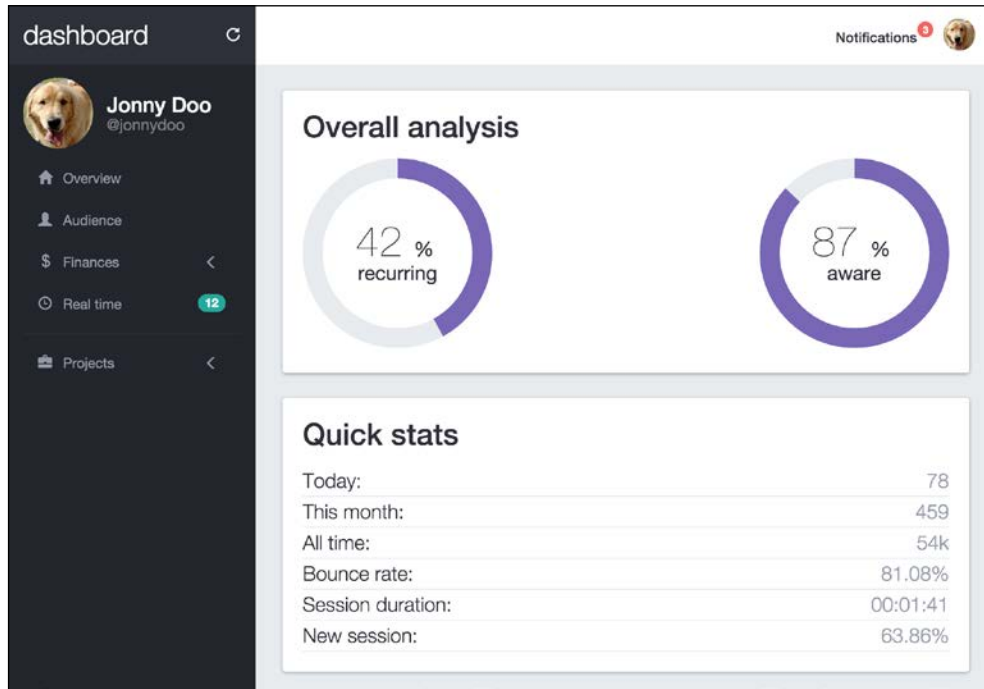 dashboard
Notifications 3
Jonny Doo
@jonnydoo
Overview
Audience
$ Finances
Real time 12
Projects
Overall analysis
42 %
recurring
87 %
aware
Quick stats
Today: 78
This month: 459
All time: 54k
Bounce rate: 81.08%
Session duration: 00:01:41
New session: 63.86%